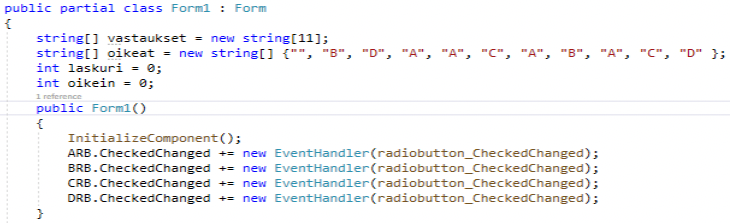 public partial class Form1 : Form
{
string[] vastaukset = new string[11];
string[] oikeat = new string[] {"", "B", "D", "A", "A", "C", "A", "B", "A", "C", "D" };
int laskuri = 0;
int oikein = 0;
1 reference
public Form1()
{
InitializeComponent();
ARB.CheckedChanged += new EventHandler(radiobutton_CheckedChanged);
BRB.CheckedChanged += new EventHandler(radiobutton_CheckedChanged);
CRB.CheckedChanged += new EventHandler(radiobutton_CheckedChanged);
DRB.CheckedChanged += new EventHandler(radiobutton_CheckedChanged);
}